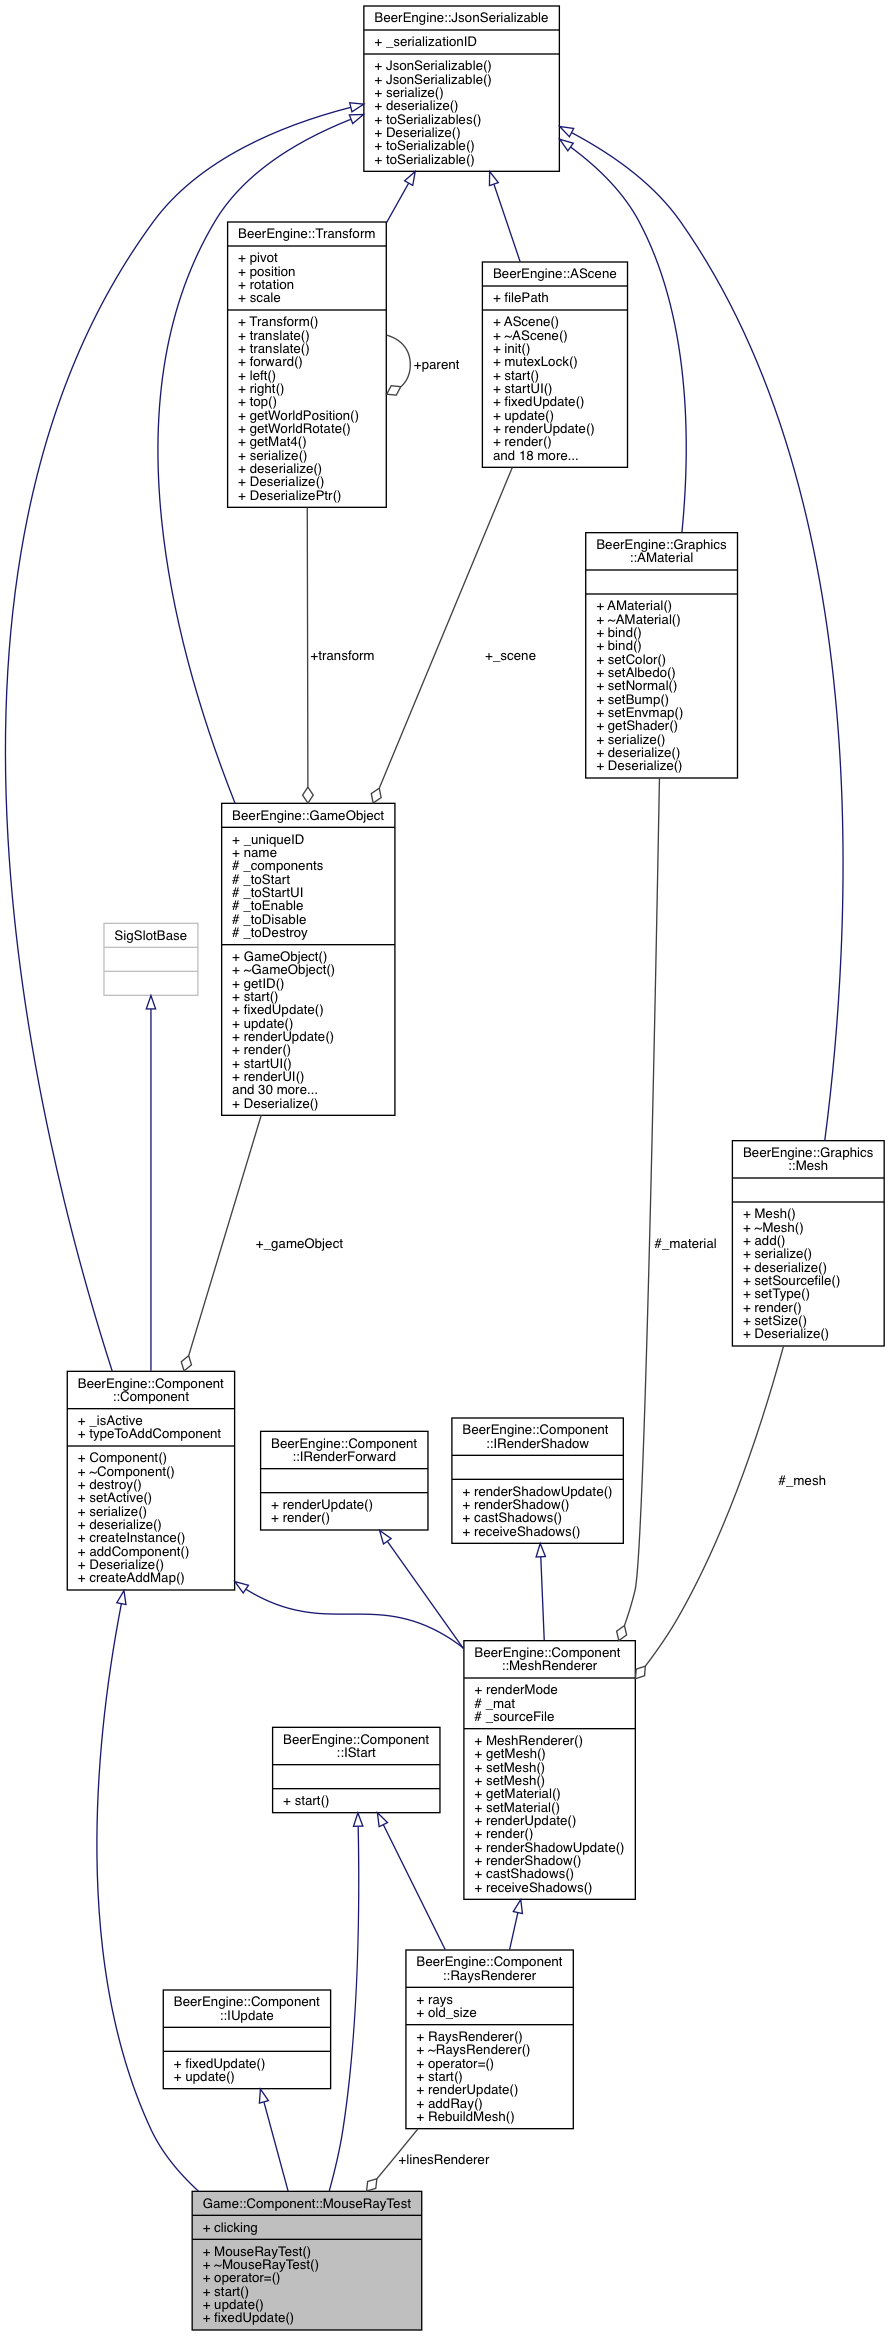 BeerEngine::JsonSerializable
+ _serializationID
+ JsonSerializable()
+ JsonSerializable()
+ serialize()
+ deserialize()
+ toSerializables()
+ Deserialize()
+ toSerializable()
+ toSerializable()
BeerEngine::Transform
+ pivot
+ position
+ rotation
+ scale
+ Transform()
+ translate()
+ translate()
+ forward()
+ left()
+ right()
+ top()
+ getWorldPosition()
+ getWorldRotate()
+ getMat4()
+ serialize()
+ deserialize()
+ Deserialize()
+ DeserializePtr()
+parent
BeerEngine::AScene
+ filePath
+ AScene()
+ ~AScene()
+ init()
+ mutexLock()
+ start()
+ startUI()
+ fixedUpdate()
+ update()
+ renderUpdate()
+ render()
and 18 more...
BeerEngine::Graphics
::AMaterial
+ AMaterial()
+ ~AMaterial()
+ bind()
+ bind()
+ setColor()
+ setAlbedo()
+ setNormal()
+ setBump()
+ setEnvmap()
+ getShader()
+ serialize()
+ deserialize()
+ Deserialize()
+transform
+_scene
BeerEngine::GameObject
+ _uniqueID
+ name
# _components
# _toStart
# _toStartUI
# _toEnable
# _toDisable
# _toDestroy
+ GameObject()
+ ~GameObject()
+ getID()
+ start()
+ fixedUpdate()
+ update()
+ renderUpdate()
+ render()
+ startUI()
+ renderUI()
and 30 more...
+ Deserialize()
SigSlotBase
BeerEngine::Graphics
::Mesh
+ Mesh()
+ ~Mesh()
+ add()
+ serialize()
+ deserialize()
+ setSourcefile()
+ setType()
+ render()
+ setSize()
+ Deserialize()
+_gameObject
#_material
BeerEngine::Component
::Component
+ _isActive
+ typeToAddComponent
+ Component()
+ ~Component()
+ destroy()
+ setActive()
+ serialize()
+ deserialize()
+ createInstance()
+ addComponent()
+ Deserialize()
+ createAddMap()
BeerEngine::Component
::IRenderForward
+ renderUpdate()
+ render()
BeerEngine::Component
::IRenderShadow
+ renderShadowUpdate()
+ renderShadow()
+ castShadows()
+ receiveShadows()
#_mesh
BeerEngine::Component
::MeshRenderer
+ renderMode
# _mat
# _sourceFile
+ MeshRenderer()
+ getMesh()
+ setMesh()
+ setMesh()
+ getMaterial()
+ setMaterial()
+ renderUpdate()
+ render()
+ renderShadowUpdate()
+ renderShadow()
+ castShadows()
+ receiveShadows()
BeerEngine::Component
::IStart
+ start()
BeerEngine::Component
::RaysRenderer
+ rays
+ old_size
+ RaysRenderer()
+ ~RaysRenderer()
+ operator=()
+ start()
+ renderUpdate()
+ addRay()
+ RebuildMesh()
BeerEngine::Component
::IUpdate
+ fixedUpdate()
+ update()
+linesRenderer
Game::Component::MouseRayTest
+ clicking
+ MouseRayTest()
+ ~MouseRayTest()
+ operator=()
+ start()
+ update()
+ fixedUpdate()